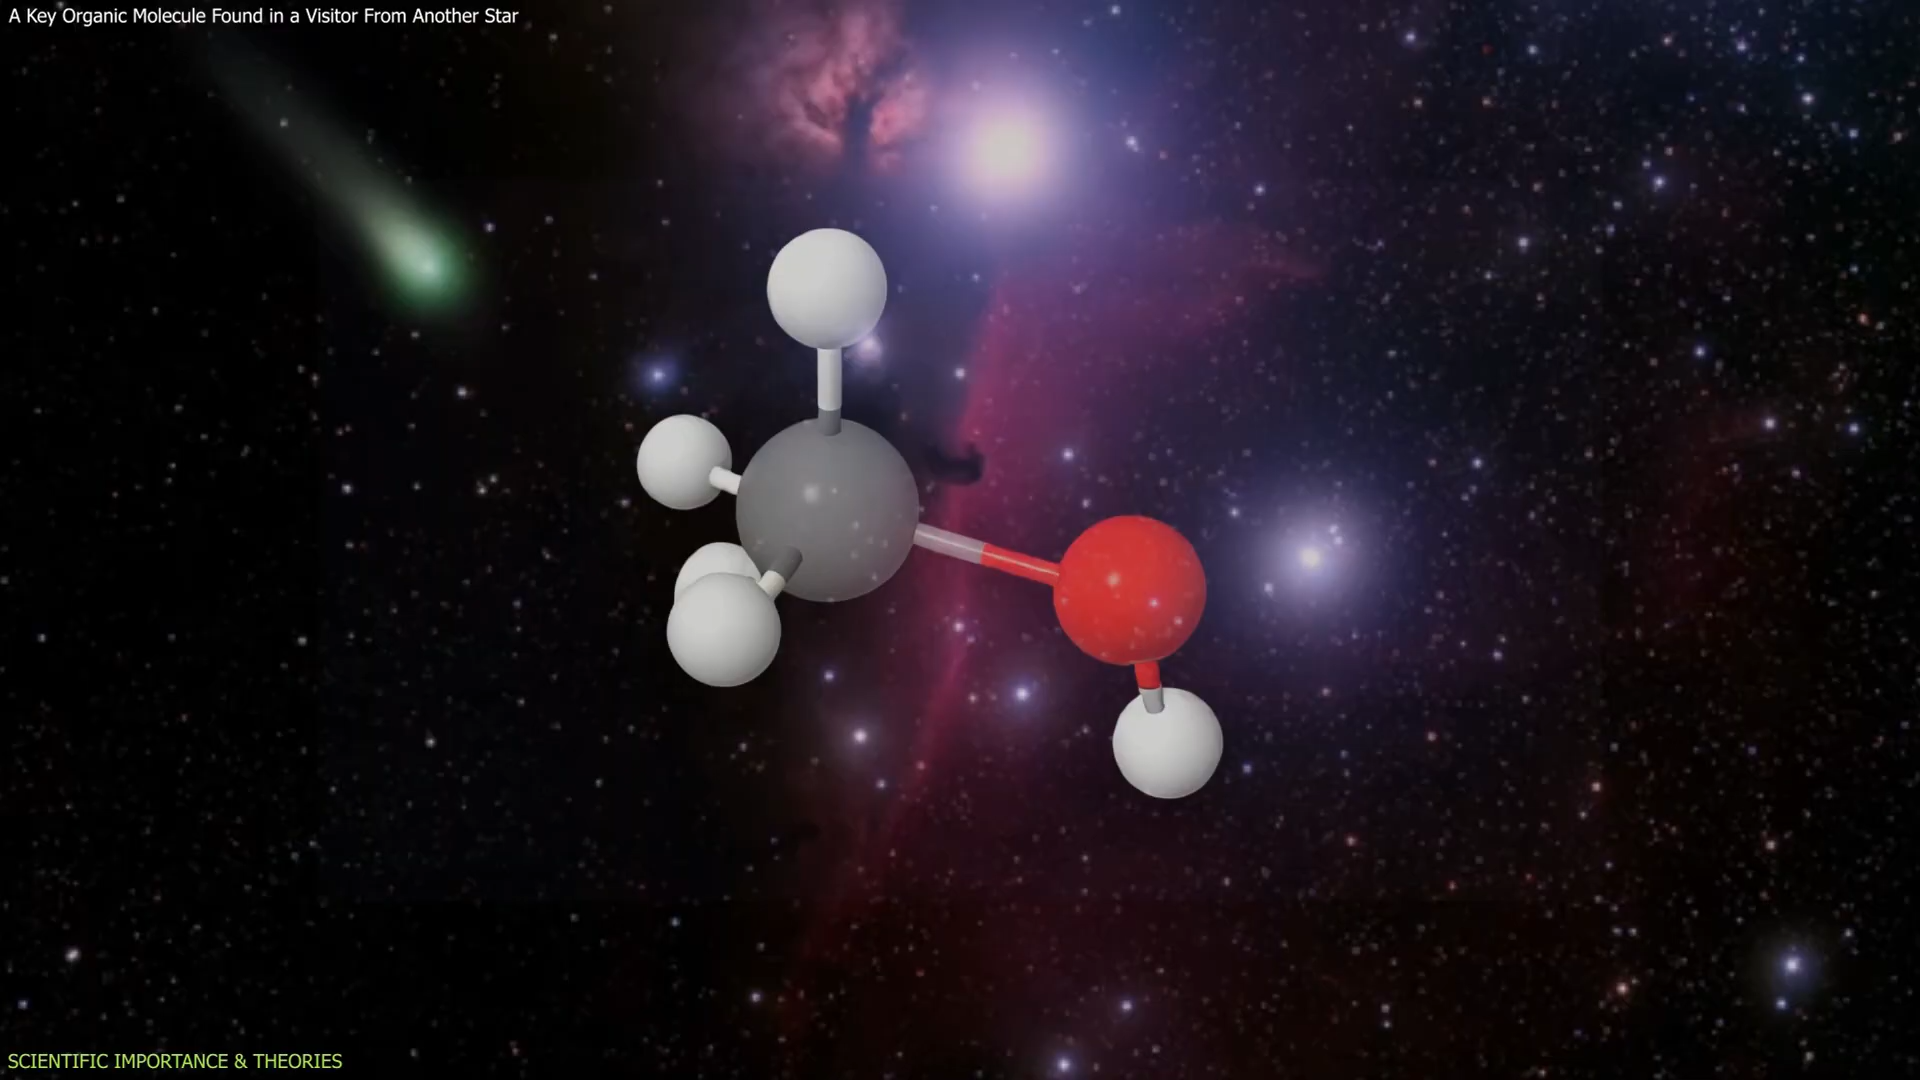 A Key Organic Molecule Found in a Visitor From Another Star
SCIENTIFIC IMPORTANCE & THEORIES